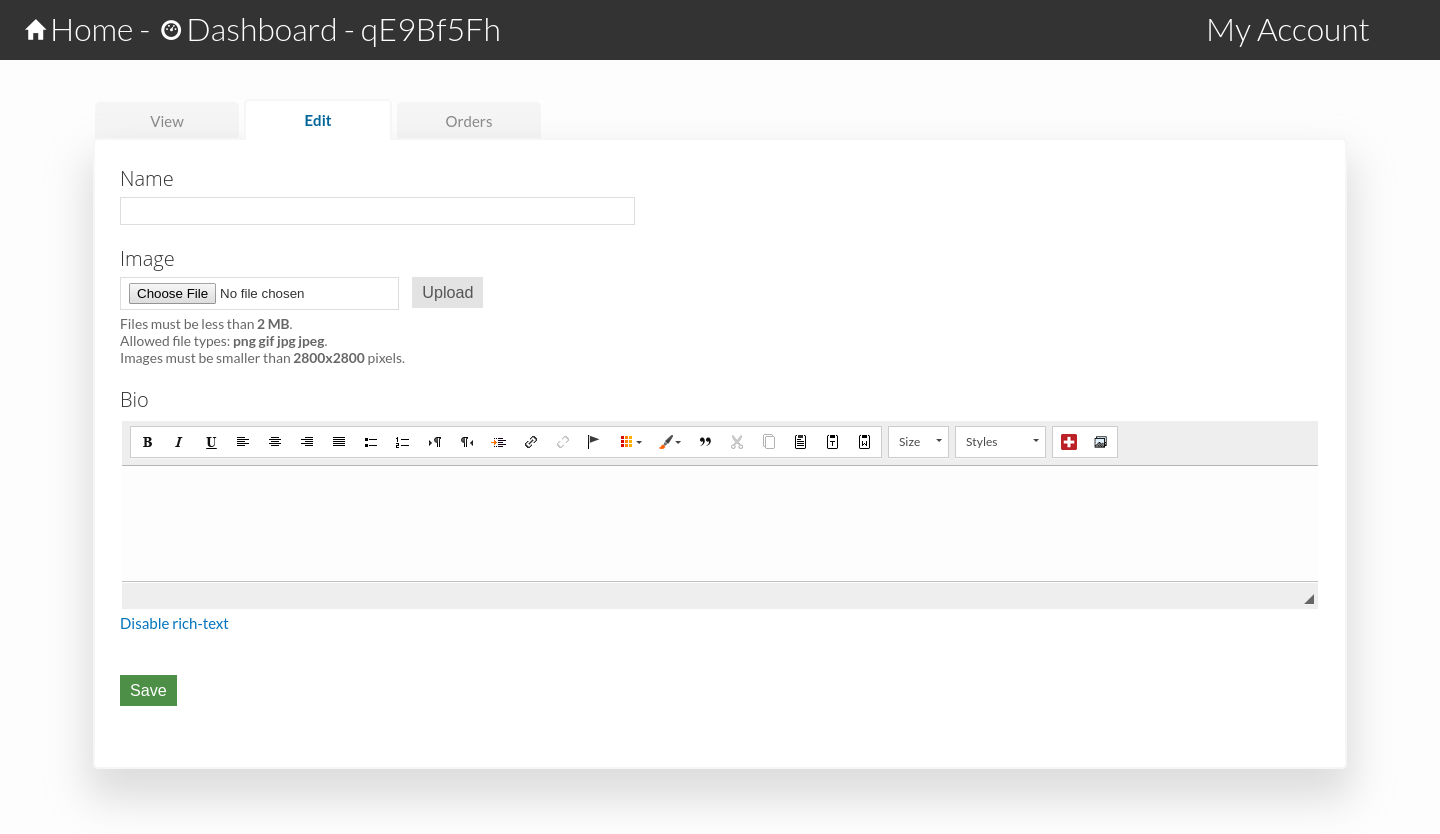 Home - Dashboard - qE9Bf5Fh
My Account
View
Edit
Orders
Name
Image
Choose File No file chosen
Upload
Files must be less than 2 MB.
Allowed file types: png gif jpg jpeg.
Images must be smaller than 2800x2800 pixels.
Bio
B I U
Size
Styles
Disable rich-text
Save